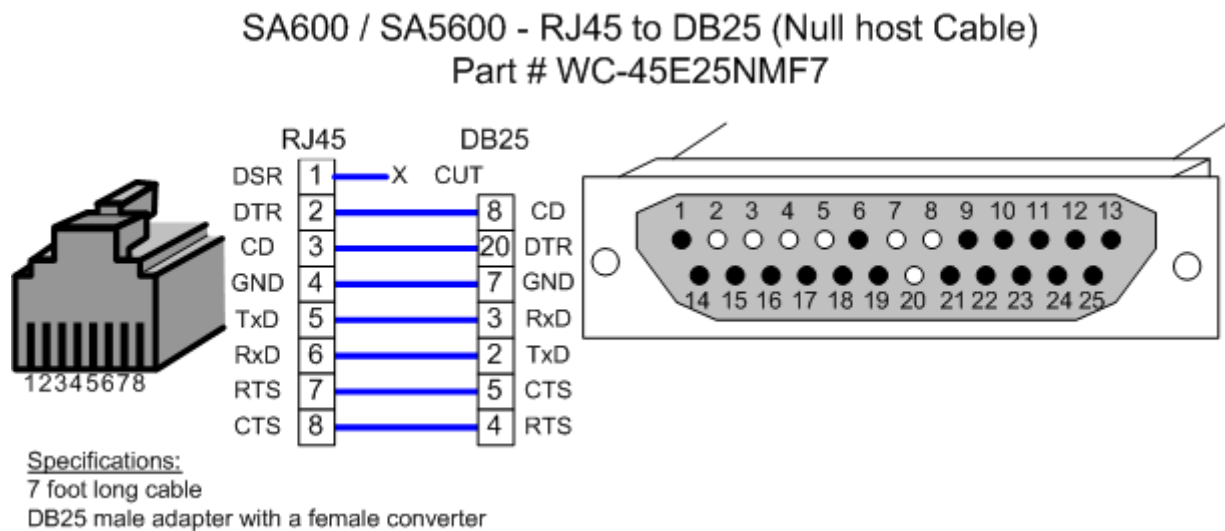 SA600 / SA5600 - RJ45 to DB25 (Null host Cable)
Part # WC-45E25NMF7
RJ45 DB25
DSR 1 X CUT
DTR 2 8 CD
CD 3 20 DTR
GND 4 7 GND
TxD 5 3 RxD
RxD 6 2 TxD
RTS 7 5 CTS
CTS 8 4 RTS
12345678
1 2 3 4 5 6 7 8 9 10 11 12 13
14 15 16 17 18 19 20 21 22 23 24 25
Specifications:
7 foot long cable
DB25 male adapter with a female converter